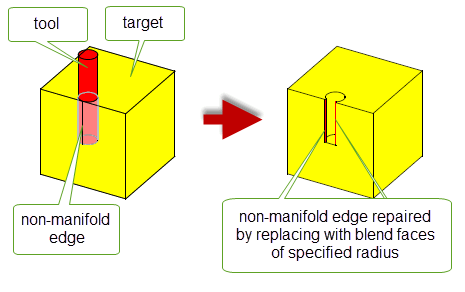 tool
target
non-manifold
edge
non-manifold edge repaired
by replacing with blend faces
of specified radius